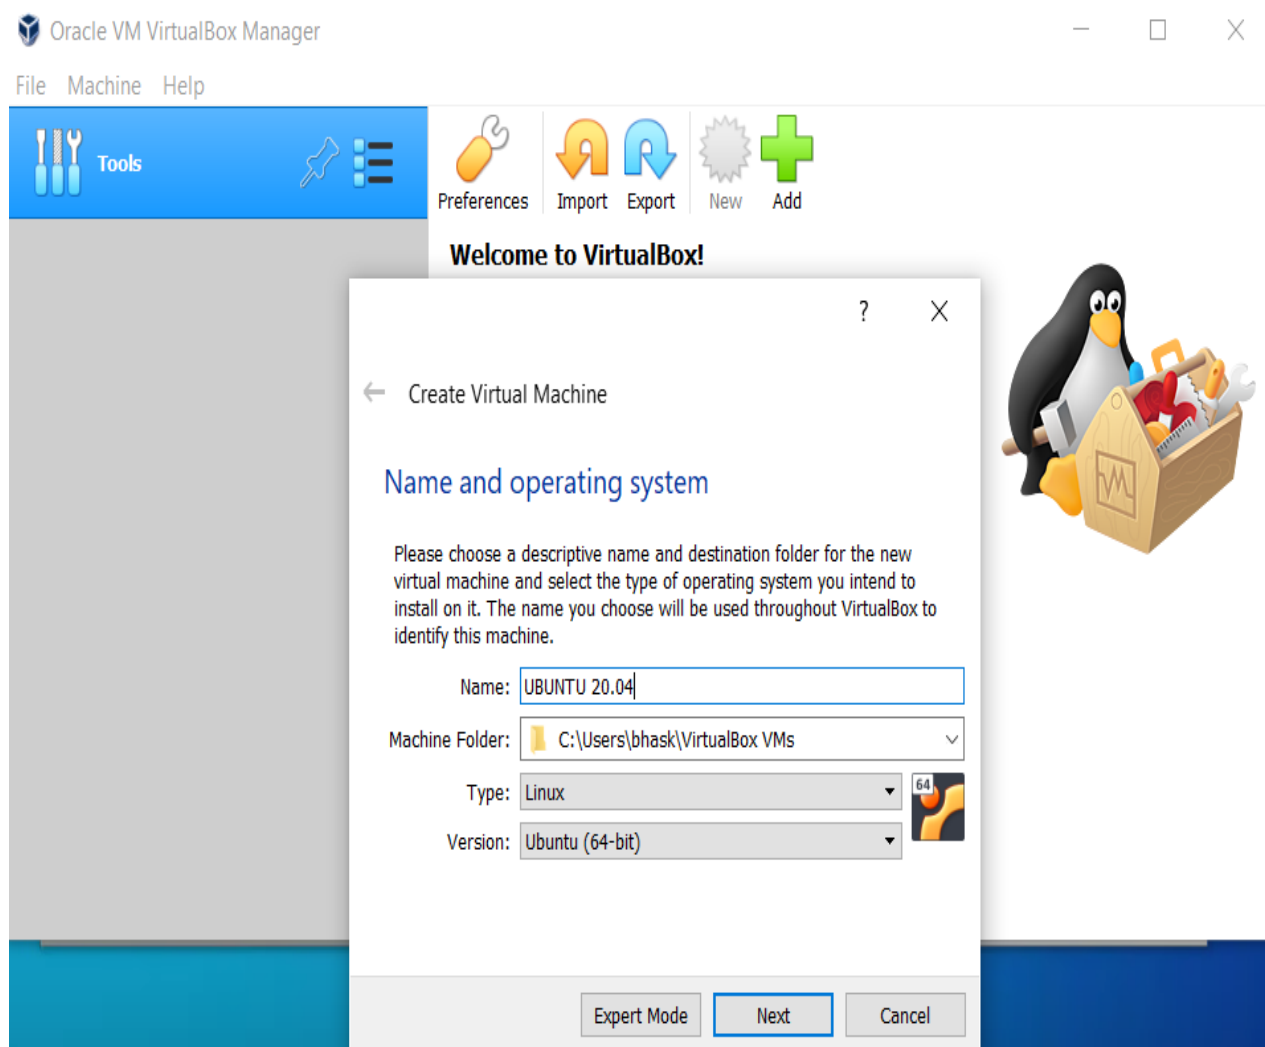 Oracle VM VirtualBox Manager
File Machine Help
Tools
Preferences Import Export New Add
Welcome to VirtualBox!
?
Create Virtual Machine
Name and operating system
Please choose a descriptive name and destination folder for the new
virtual machine and select the type of operating system you intend to
install on it. The name you choose will be used throughout VirtualBox to
identify this machine.
Name: UBUNTU 20.04
Machine Folder: C:\Users\bhask\VirtualBox VMs
Type: Linux
64
Version: Ubuntu (64-bit)
Expert Mode Next Cancel